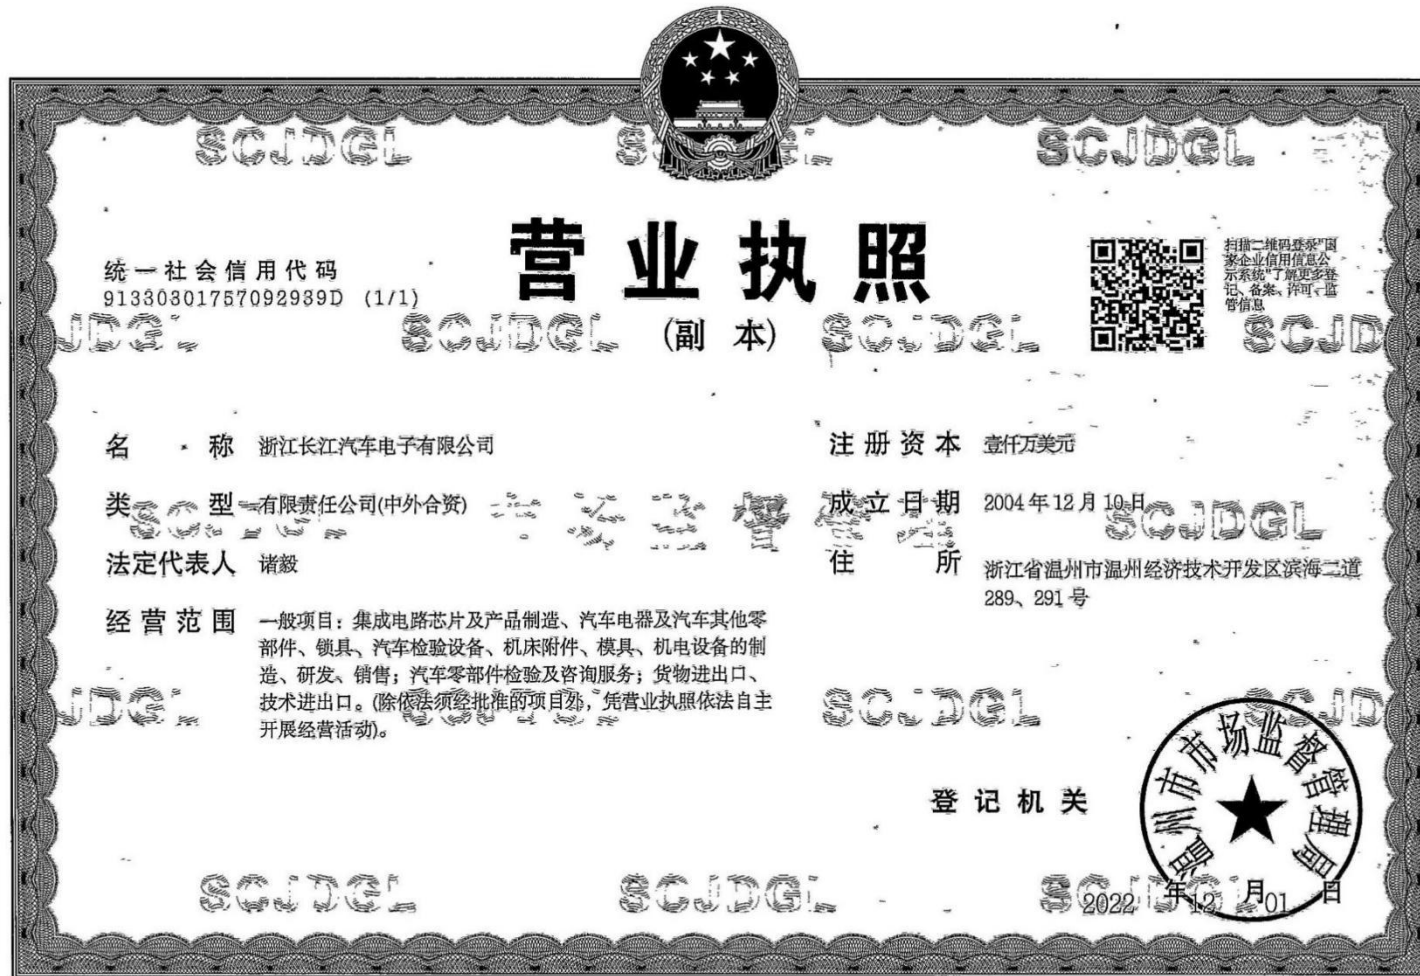 营业执照
(副 本)
统一社会信用代码
91330301757092939D (1/1)
扫描二维码登录"国
家企业信用信息公
示系统"了解更多登
记、备案、许可、监
管信息
名 称 浙江长江汽车电子有限公司
类 型 有限责任公司(中外合资)
法定代表人 诸毅
经营范围 一般项目：集成电路芯片及产品制造、汽车电器及汽车其他零
部件、锁具、汽车检验设备、机床附件、模具、机电设备的制
造、研发、销售；汽车零部件检验及咨询服务；货物进出口、
技术进出口。(除依法须经批准的项目外，凭营业执照依法自主
开展经营活动)。
注册资本 壹仟万美元
成立日期 2004年12月10日
住 所 浙江省温州市温州经济技术开发区滨海二道
289、291号
登记机关
温州市市场监督管理局
2022 年12 月01 日
SCJDGL
SCJDGL
SCJDGL
SCJDGL
SCJDGL
SCJDGL
SCJDGL
SCJDGL
SCJDGL